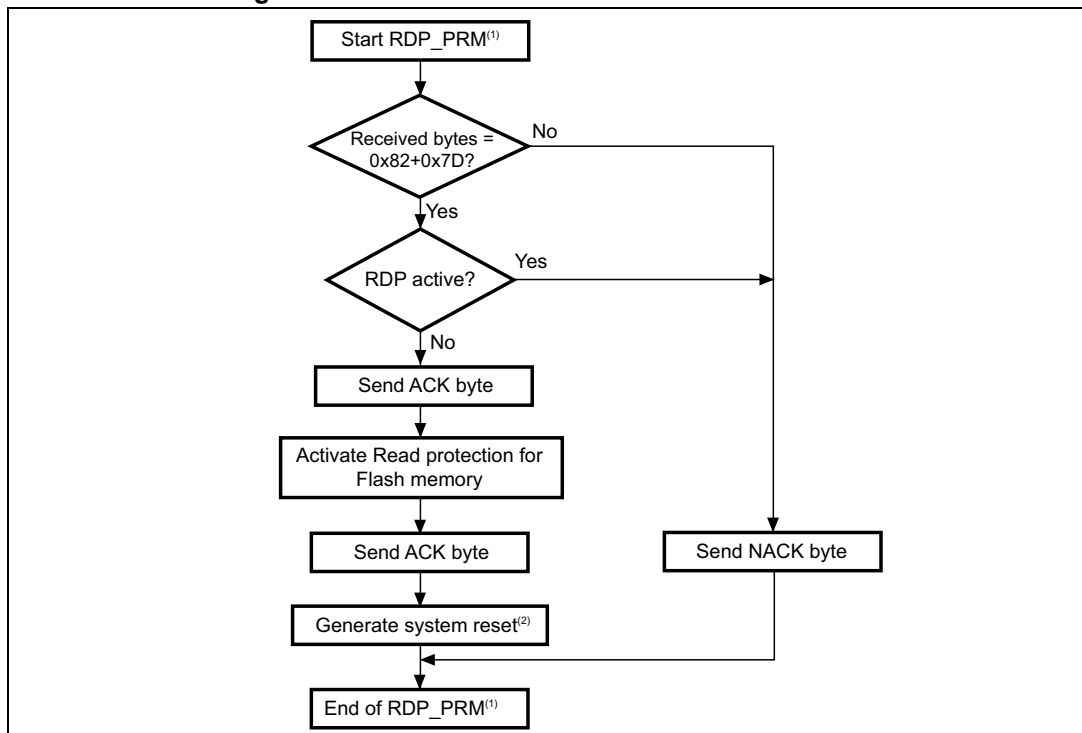 Start RDP_PRM(1)
Received bytes =
0x82+0x7D?
No
Yes
RDP active?
Yes
No
Send ACK byte
Activate Read protection for
Flash memory
Send ACK byte
Send NACK byte
Generate system reset(2)
End of RDP_PRM(1)